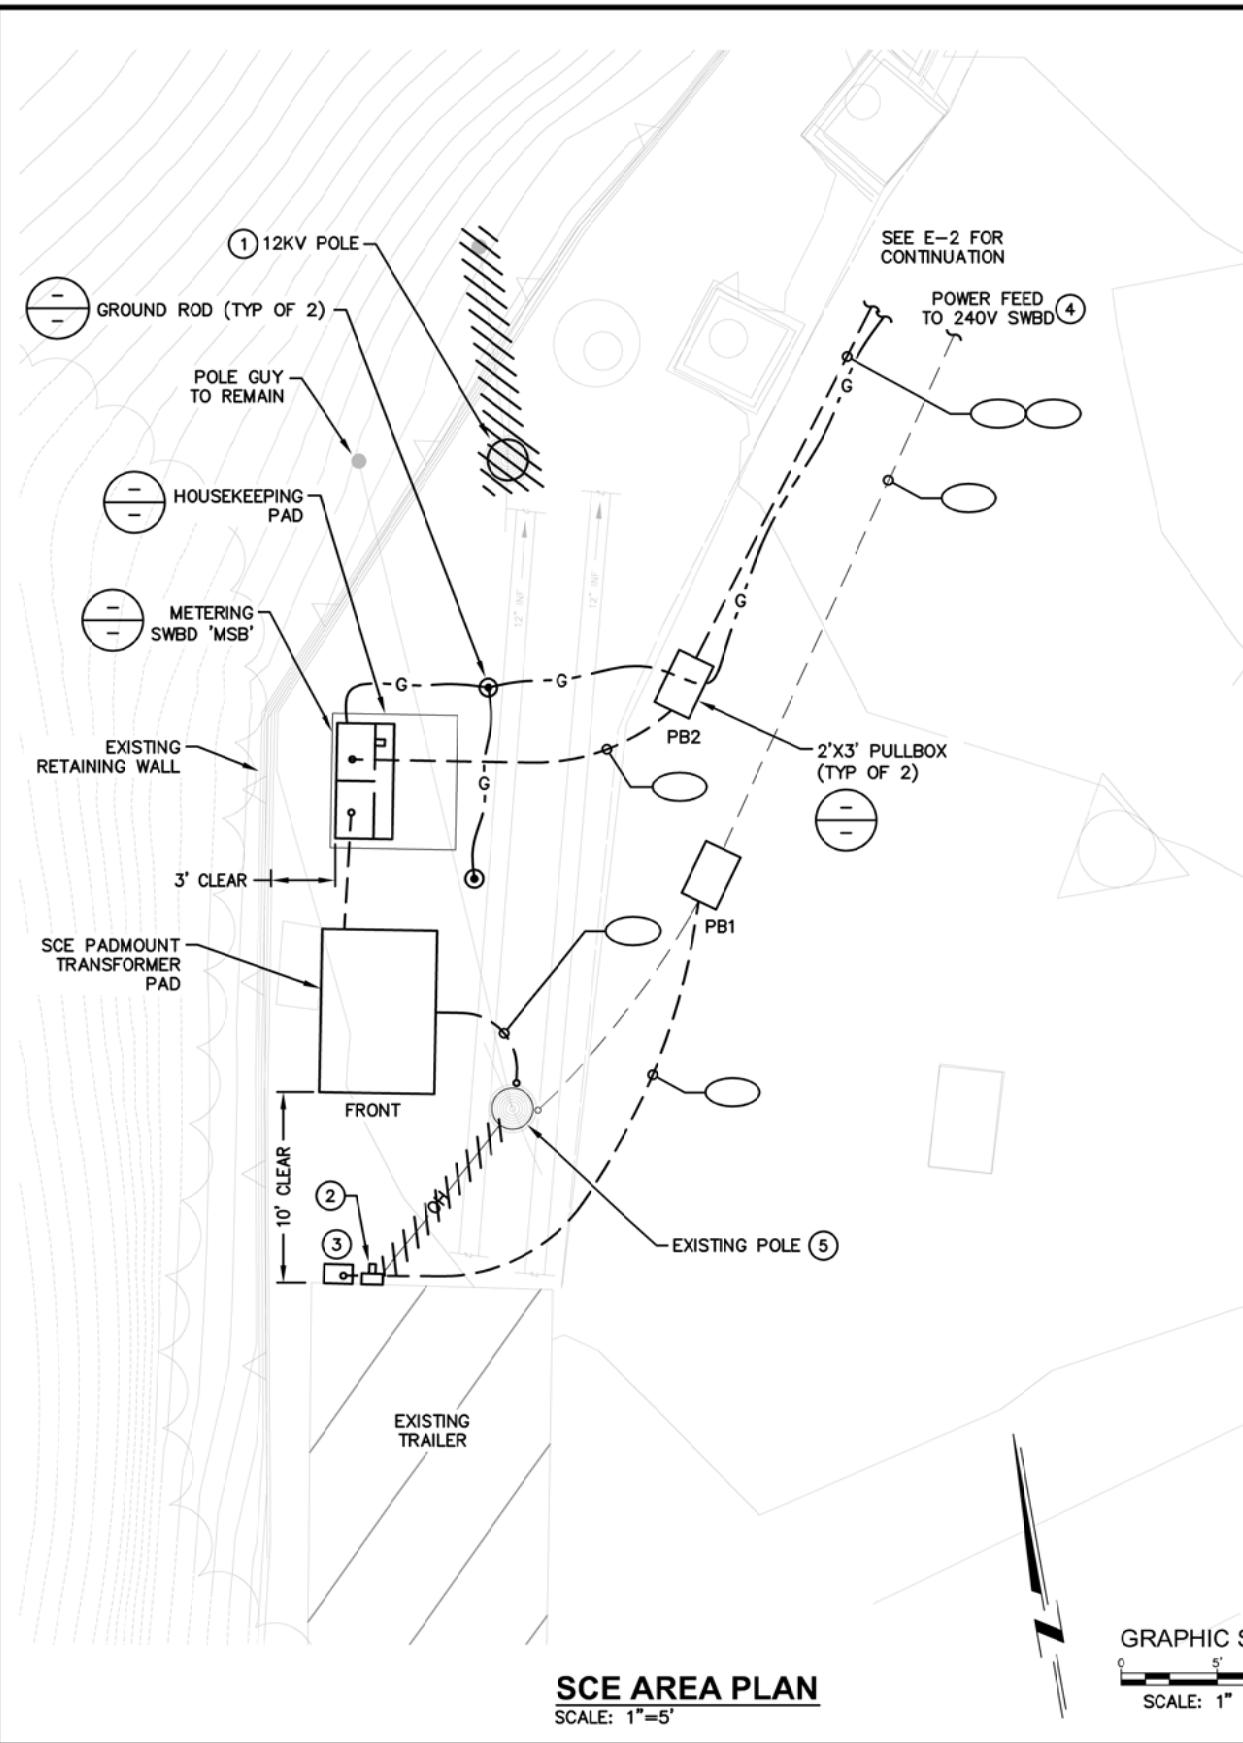 1 12KV POLE
SEE E-2 FOR
CONTINUATION
GROUND ROD (TYP OF 2)
POWER FEED
TO 240V SWBD 4
POLE GUY
TO REMAIN
G
HOUSEKEEPING
PAD
12" INF
12" INF
METERING
SWBD 'MSB'
G
G
G
PB2
EXISTING
RETAINING WALL
2'X3' PULLBOX
(TYP OF 2)
G
3' CLEAR
PB1
SCE PADMOUNT
TRANSFORMER
PAD
FRONT
10' CLEAR
2
OH
3
EXISTING POLE 5
EXISTING
TRAILER
GRAPHIC S
0 5'
SCALE: 1"
SCE AREA PLAN
SCALE: 1"=5'